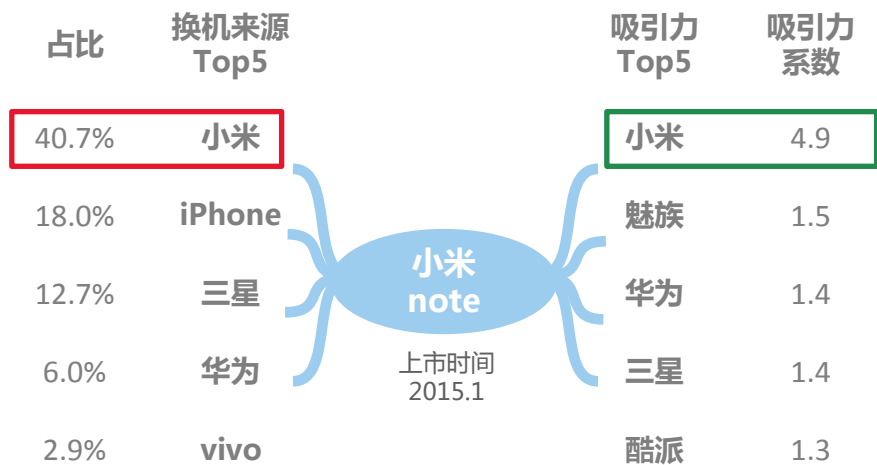 占比 换机来源 Top5 吸引力 Top5 吸引力 系数
40.7% 小米 小米 4.9
18.0% iPhone 魅族 1.5
小米
note
12.7% 三星 华为 1.4
上市时间
2015.1
6.0% 华为 三星 1.4
2.9% vivo 酷派 1.3